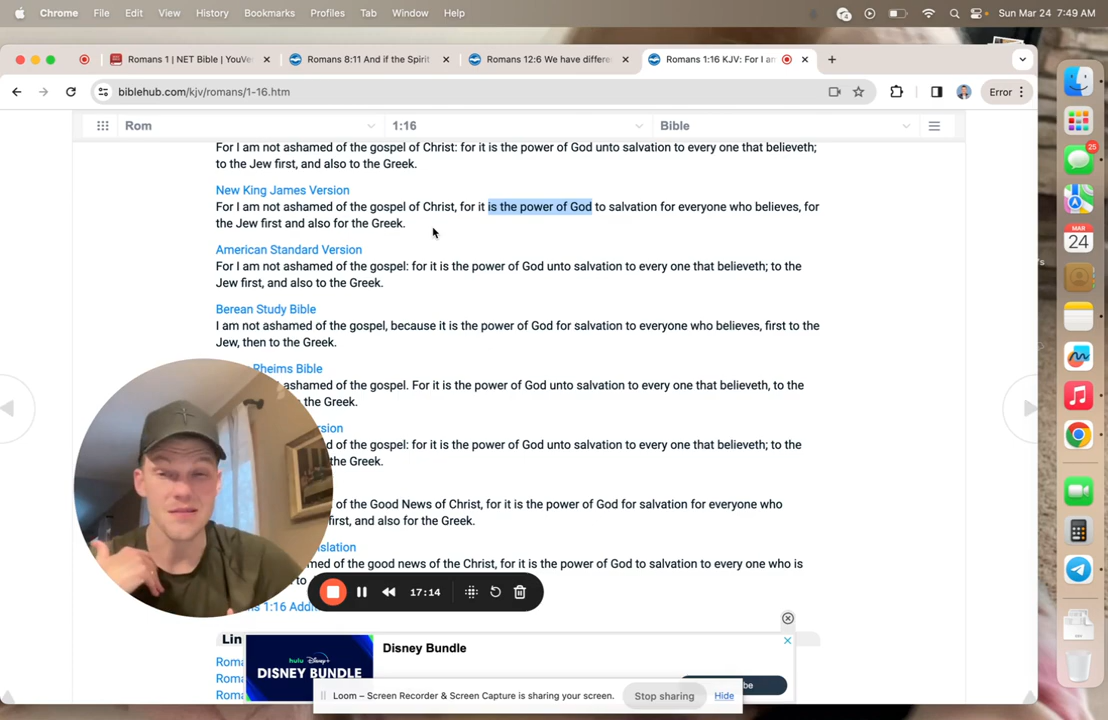 Chrome File Edit View History Bookmarks Profiles Tab Window Help Sun Mar 24 7:49 AM
Romans 1 | NET Bible | YouVe Romans 8:11 And if the Spirit Romans 12:6 We have differe Romans 1:16 KJV: For I am
biblehub.com/kjv/romans/1-16.htm Error
Rom 1:16 Bible
For I am not ashamed of the gospel of Christ: for it is the power of God unto salvation to every one that believeth;
to the Jew first, and also to the Greek.
New King James Version
For I am not ashamed of the gospel of Christ, for it is the power of God to salvation for everyone who believes, for
the Jew first and also for the Greek.
American Standard Version
For I am not ashamed of the gospel: for it is the power of God unto salvation to every one that believeth; to the
Jew first, and also to the Greek.
Berean Study Bible
I am not ashamed of the gospel, because it is the power of God for salvation to everyone who believes, first to the
Jew, then to the Greek.
Rheims Bible
ashamed of the gospel. For it is the power of God unto salvation to every one that believeth, to the
the Greek.
rsion
d of the gospel: for it is the power of God unto salvation to every one that believeth; to the
the Greek.
of the Good News of Christ, for it is the power of God for salvation for everyone who
first, and also for the Greek.
nslation
med of the good news of the Christ, for it is the power of God to salvation to every one who is
to
17:14
s 1:16 Addi
Lin
Roma
Roma
Roma
hulu Disney+
DISNEY BUNDLE
Disney Bundle
be
Loom – Screen Recorder & Screen Capture is sharing your screen. Stop sharing Hide
25
MAR
24
's